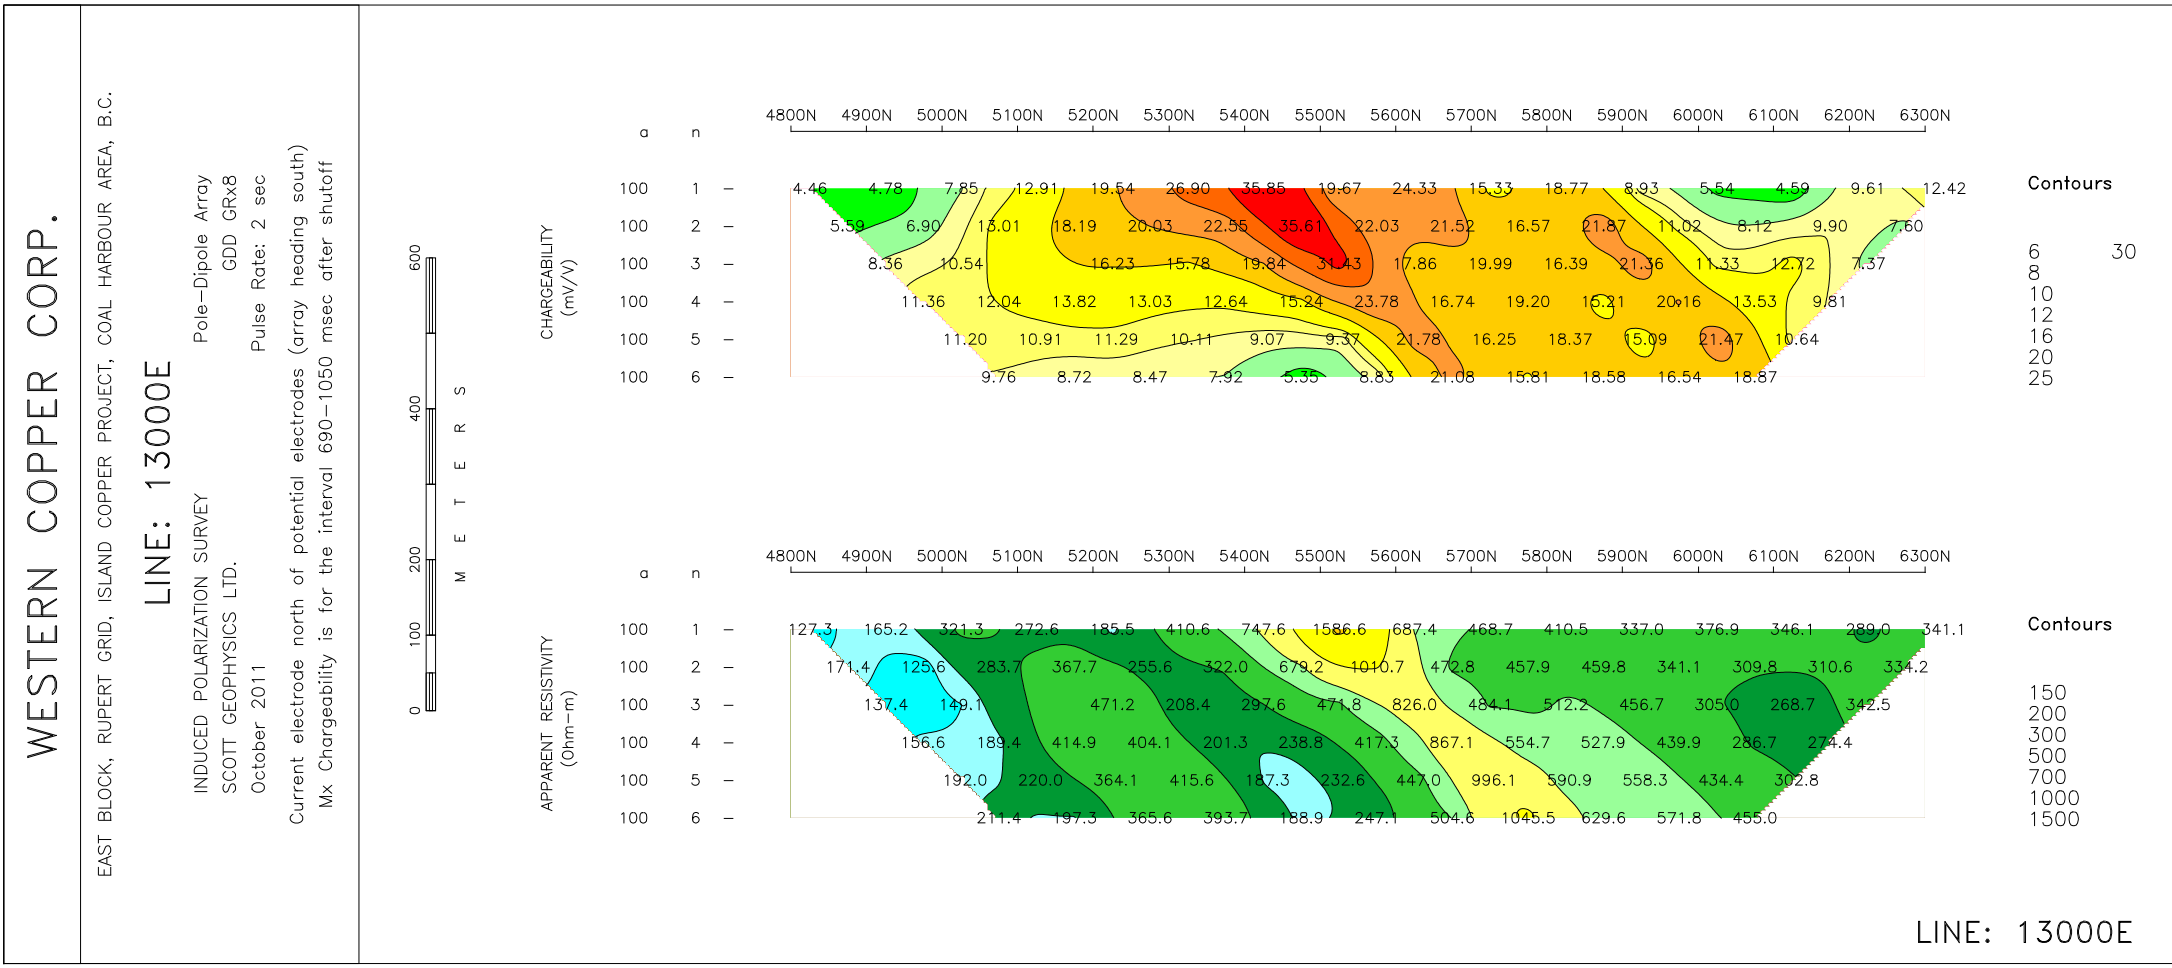 WESTERN COPPER CORP.
EAST BLOCK, RUPERT GRID, ISLAND COPPER PROJECT, COAL HARBOUR AREA, B.C.
LINE: 13000E
INDUCED POLARIZATION SURVEY Pole-Dipole Array
SCOTT GEOPHYSICS LTD. GDD GRx8
October 2011 Pulse Rate: 2 sec
Current electrode north of potential electrodes (array heading south)
Mx Chargeability is for the interval 690-1050 msec after shutoff
0 100 200 400 600
METERS
4800N 4900N 5000N 5100N 5200N 5300N 5400N 5500N 5600N 5700N 5800N 5900N 6000N 6100N 6200N 6300N
a n
CHARGEABILITY
(mV/V)
100 1 - 4.46 4.78 7.85 12.91 19.54 26.90 35.85 19.67 24.33 15.33 18.77 8.93 5.54 4.59 9.61 12.42
100 2 - 5.59 6.90 13.01 18.19 20.03 22.55 35.61 22.03 21.52 16.57 21.87 11.02 8.12 9.90 7.60
100 3 - 8.36 10.54 16.23 15.78 19.84 31.43 17.86 19.99 16.39 21.36 11.33 12.72 7.37
100 4 - 11.36 12.04 13.82 13.03 12.64 15.24 23.78 16.74 19.20 15.21 20.16 13.53 9.81
100 5 - 11.20 10.91 11.29 10.11 9.07 9.37 21.78 16.25 18.37 15.09 21.47 10.64
100 6 - 9.76 8.72 8.47 7.92 5.35 8.83 21.08 15.81 18.58 16.54 18.87
Contours
6 30
8
10
12
16
20
25
4800N 4900N 5000N 5100N 5200N 5300N 5400N 5500N 5600N 5700N 5800N 5900N 6000N 6100N 6200N 6300N
a n
APPARENT RESISTIVITY
(Ohm-m)
100 1 - 127.3 165.2 321.3 272.6 185.5 410.6 747.6 1586.6 687.4 468.7 410.5 337.0 376.9 346.1 289.0 341.1
100 2 - 171.4 125.6 283.7 367.7 255.6 322.0 679.2 1010.7 472.8 457.9 459.8 341.1 309.8 310.6 334.2
100 3 - 137.4 149.1 471.2 208.4 297.6 471.8 826.0 484.1 512.2 456.7 305.0 268.7 342.5
100 4 - 156.6 189.4 414.9 404.1 201.3 238.8 417.3 867.1 554.7 527.9 439.9 286.7 274.4
100 5 - 192.0 220.0 364.1 415.6 187.3 232.6 447.0 996.1 590.9 558.3 434.4 302.8
100 6 - 211.4 197.3 365.6 393.7 188.9 247.1 504.6 1045.5 629.6 571.8 455.0
Contours
150
200
300
500
700
1000
1500
LINE: 13000E